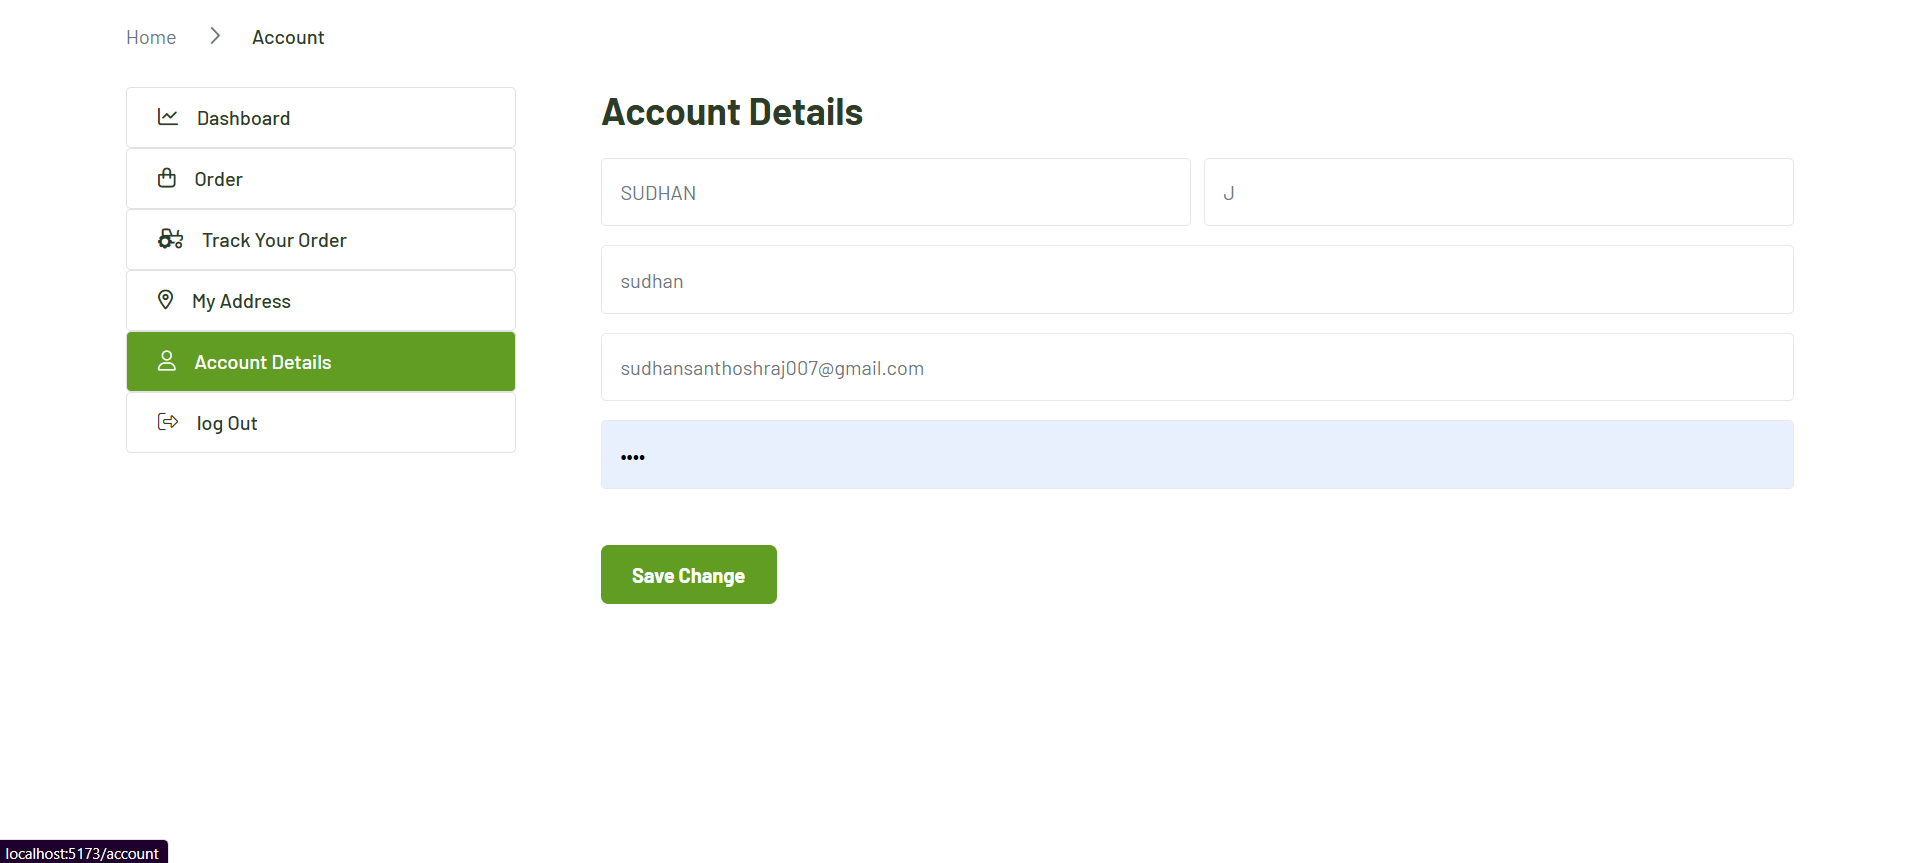 Home > Account
Dashboard
Order
Track Your Order
My Address
Account Details
log Out
Account Details
SUDHAN J
sudhan
sudhansanthoshraj007@gmail.com
••••
Save Change
localhost:5173/account